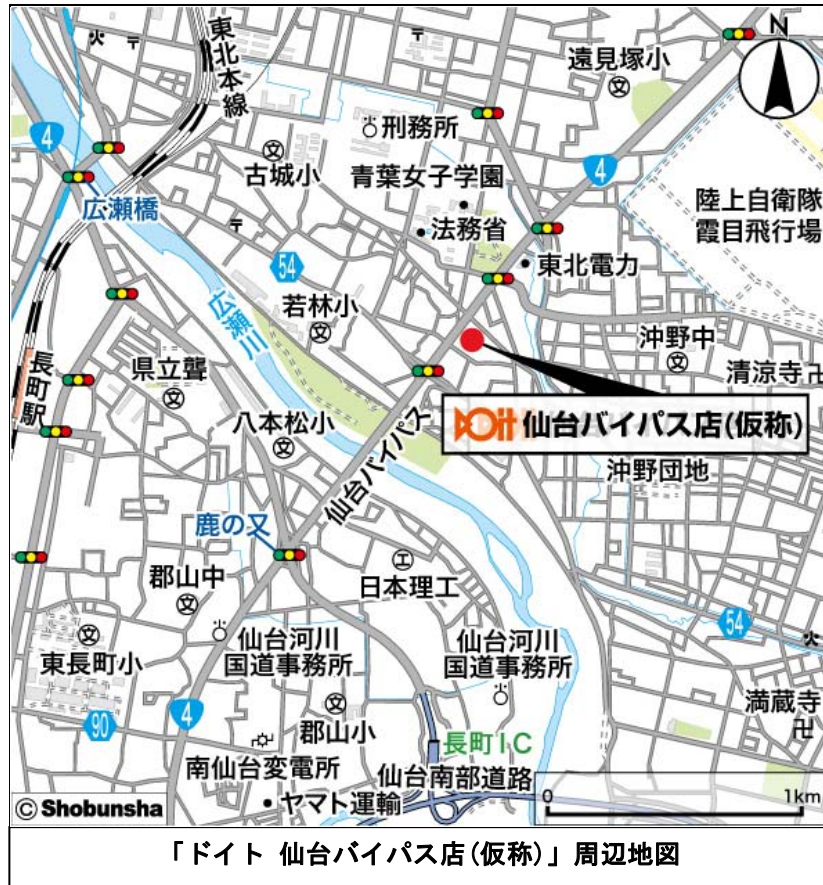 N
東北本線
遠見塚小
4
刑務所
4
古城小
青葉女子学園
陸上自衛隊
霞目飛行場
広瀬橋
法務省
東北電力
54
若林小
広瀬川
沖野中
長町駅
県立聾
清涼寺
Doit 仙台バイパス店(仮称)
八本松小
仙台バイパス
沖野団地
鹿の又
日本理工
郡山中
54
東長町小
仙台河川
国道事務所
仙台河川
国道事務所
満蔵寺
90
4
郡山小
長町IC
南仙台変電所
仙台南部道路
ヤマト運輸
0
1km
© Shobunsha
「ドイト 仙台バイパス店(仮称)」周辺地図